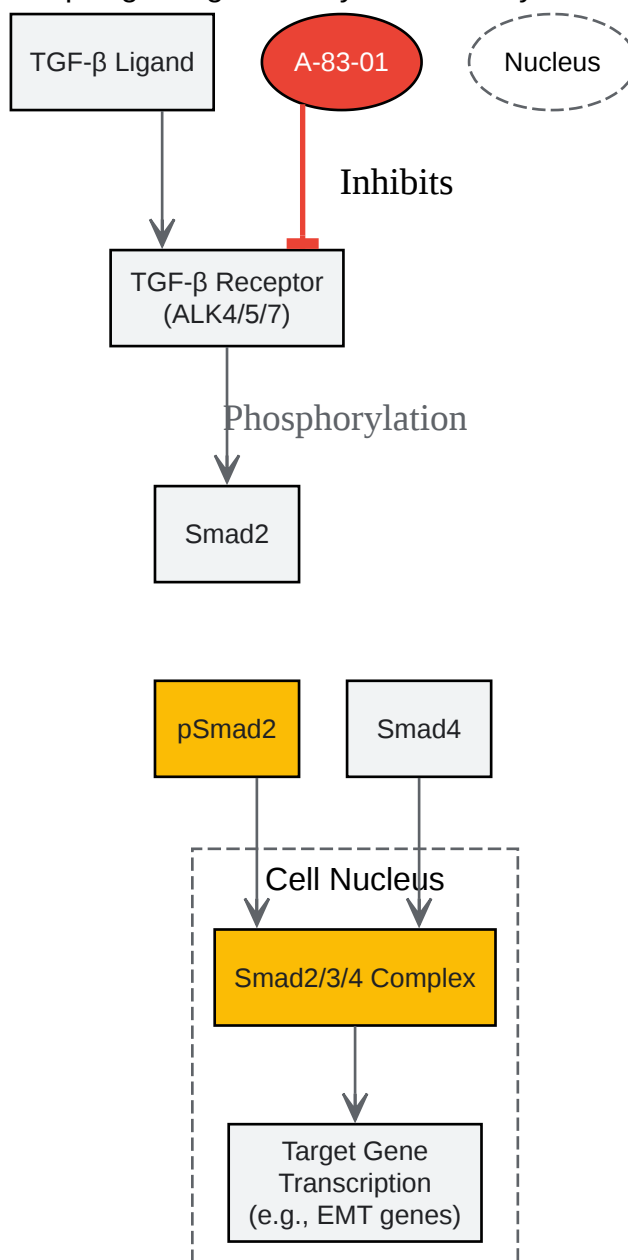 TGF-β Ligand
A-83-01
Nucleus
Inhibits
TGF-β Receptor
(ALK4/5/7)
Phosphorylation
Smad2
pSmad2
Smad4
Cell Nucleus
Smad2/3/4 Complex
Target Gene
Transcription
(e.g., EMT genes)